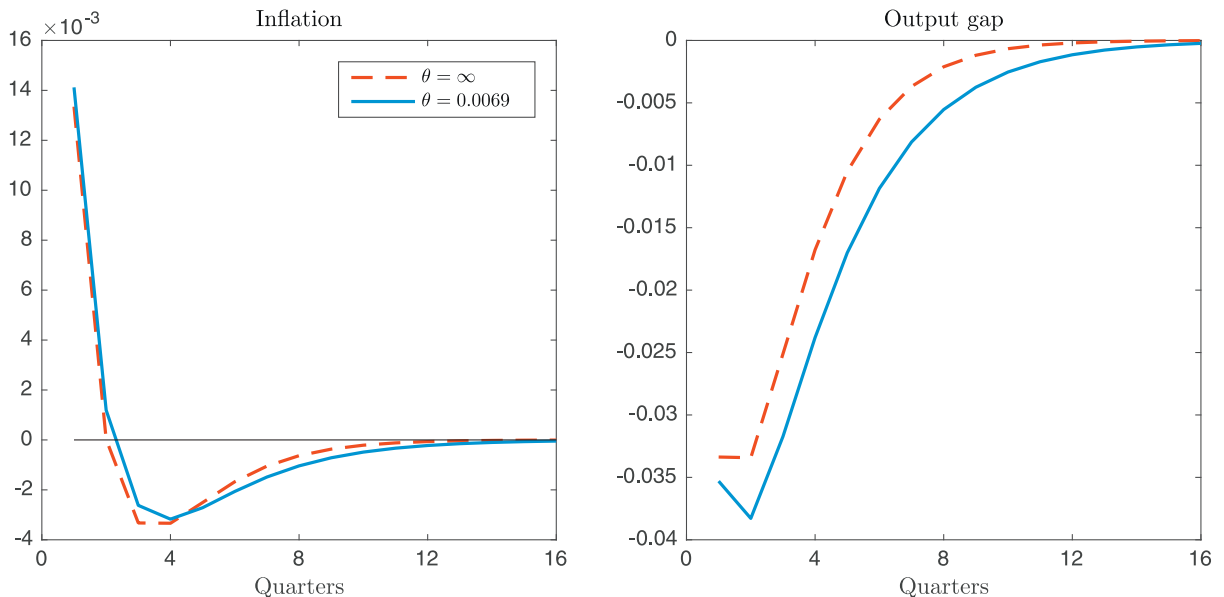 Inflation
×10⁻³
16
14
12
10
8
6
4
2
0
-2
-4
0 4 8 12 16
Quarters
θ = ∞
θ = 0.0069
Output gap
0
-0.005
-0.01
-0.015
-0.02
-0.025
-0.03
-0.035
-0.04
0 4 8 12 16
Quarters